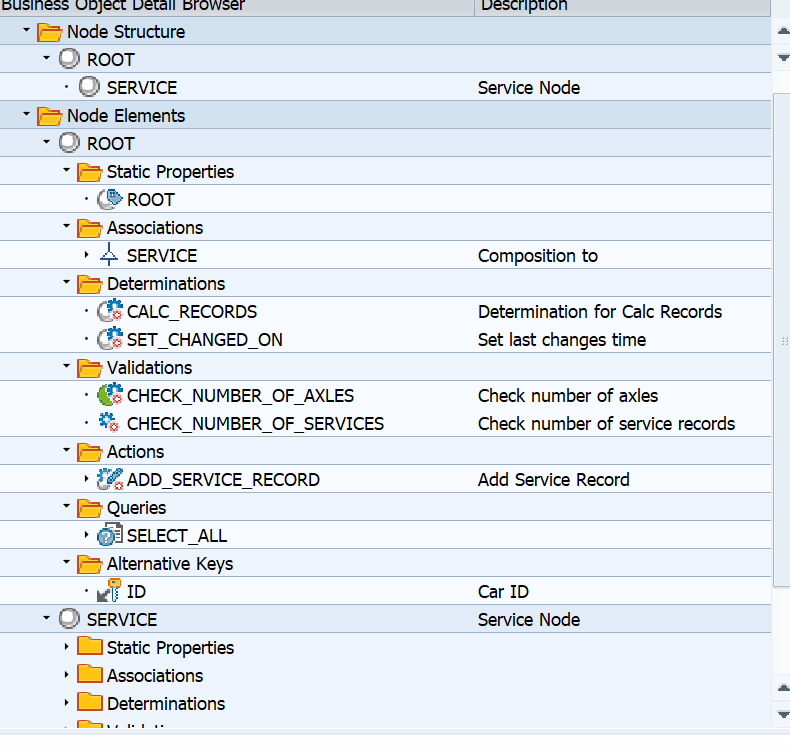 Business Object Detail Browser Description
Node Structure
ROOT
SERVICE Service Node
Node Elements
ROOT
Static Properties
ROOT
Associations
SERVICE Composition to
Determinations
CALC_RECORDS Determination for Calc Records
SET_CHANGED_ON Set last changes time
Validations
CHECK_NUMBER_OF_AXLES Check number of axles
CHECK_NUMBER_OF_SERVICES Check number of service records
Actions
ADD_SERVICE_RECORD Add Service Record
Queries
SELECT_ALL
Alternative Keys
ID Car ID
SERVICE Service Node
Static Properties
Associations
Determinations